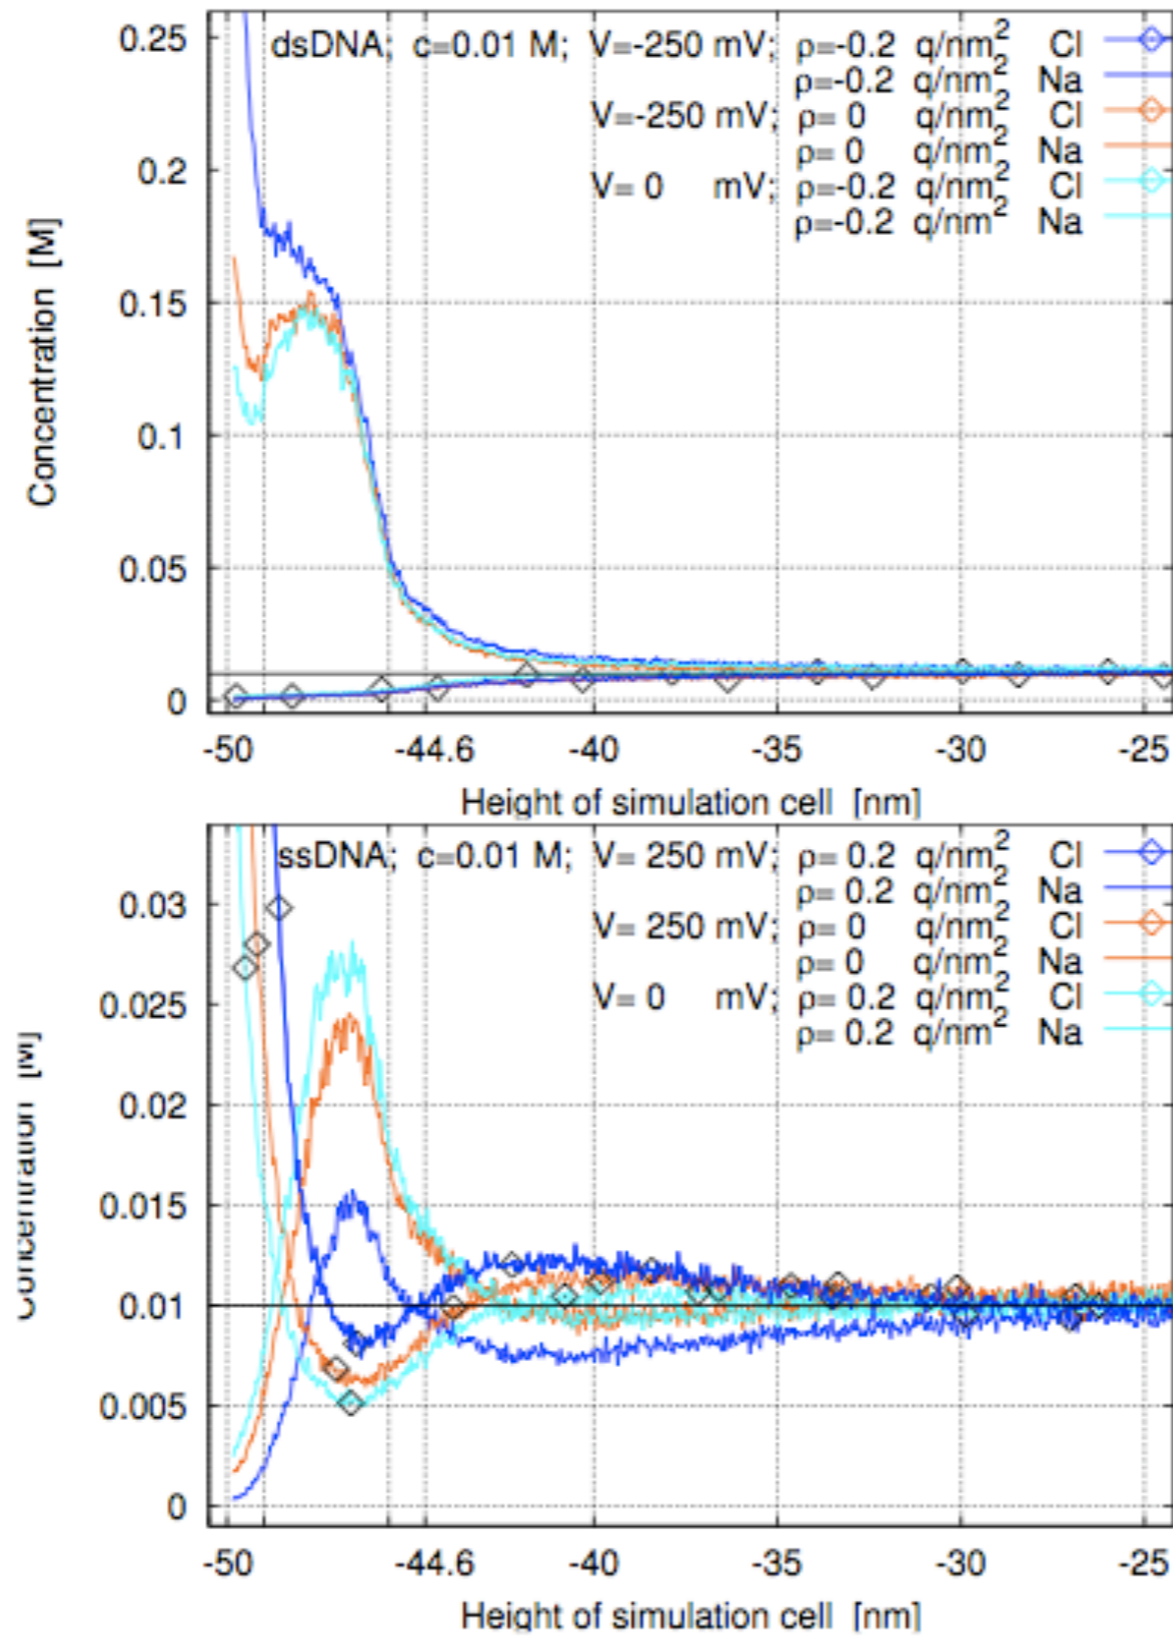 0.25
dsDNA; c=0.01 M; V=-250 mV; ρ=-0.2 q/nm² Cl
ρ=-0.2 q/nm² Na
V=-250 mV; ρ= 0 q/nm² Cl
ρ= 0 q/nm² Na
V= 0 mV; ρ=-0.2 q/nm² Cl
ρ=-0.2 q/nm² Na
0.2
0.15
0.1
0.05
0
Concentration [M]
-50 -44.6 -40 -35 -30 -25
Height of simulation cell [nm]
ssDNA; c=0.01 M; V= 250 mV; ρ= 0.2 q/nm² Cl
ρ= 0.2 q/nm² Na
V= 250 mV; ρ= 0 q/nm² Cl
ρ= 0 q/nm² Na
V= 0 mV; ρ= 0.2 q/nm² Cl
ρ= 0.2 q/nm² Na
0.03
0.025
0.02
0.015
0.01
0.005
0
Concentration [M]
-50 -44.6 -40 -35 -30 -25
Height of simulation cell [nm]